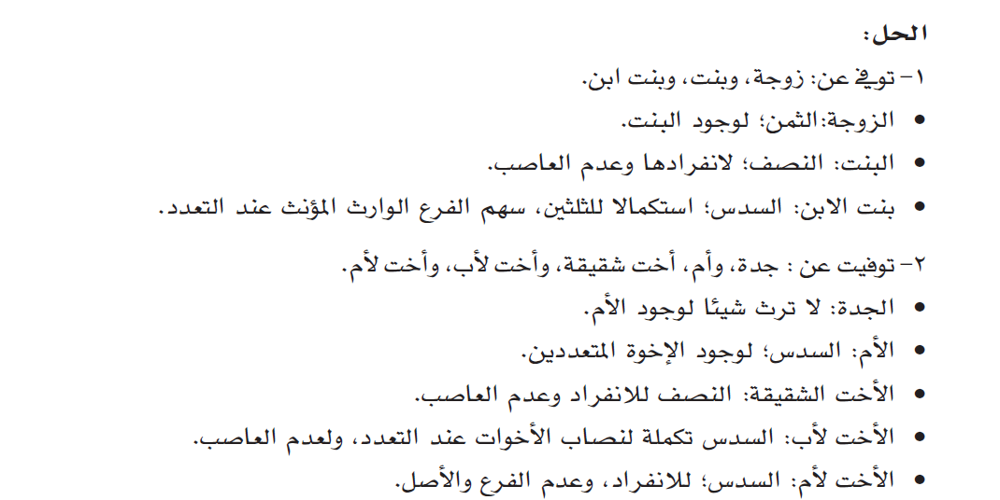 الحل:
١- توفي عن: زوجة، وبنت، وبنت ابن.
• الزوجة:الثمن؛ لوجود البنت.
• البنت: النصف؛ لانفرادها وعدم العاصب.
• بنت الابن: السدس؛ استكمالا للثلثين، سهم الفرع الوارث المؤنث عند التعدد.
٢- توفيت عن : جدة، وأم، أخت شقيقة، وأخت لأب، وأخت لأم.
• الجدة: لا ترث شيئا لوجود الأم.
• الأم: السدس؛ لوجود الإخوة المتعددين.
• الأخت الشقيقة: النصف للانفراد وعدم العاصب.
• الأخت لأب: السدس تكملة لنصاب الأخوات عند التعدد، ولعدم العاصب.
• الأخت لأم: السدس؛ للانفراد، وعدم الفرع والأصل.